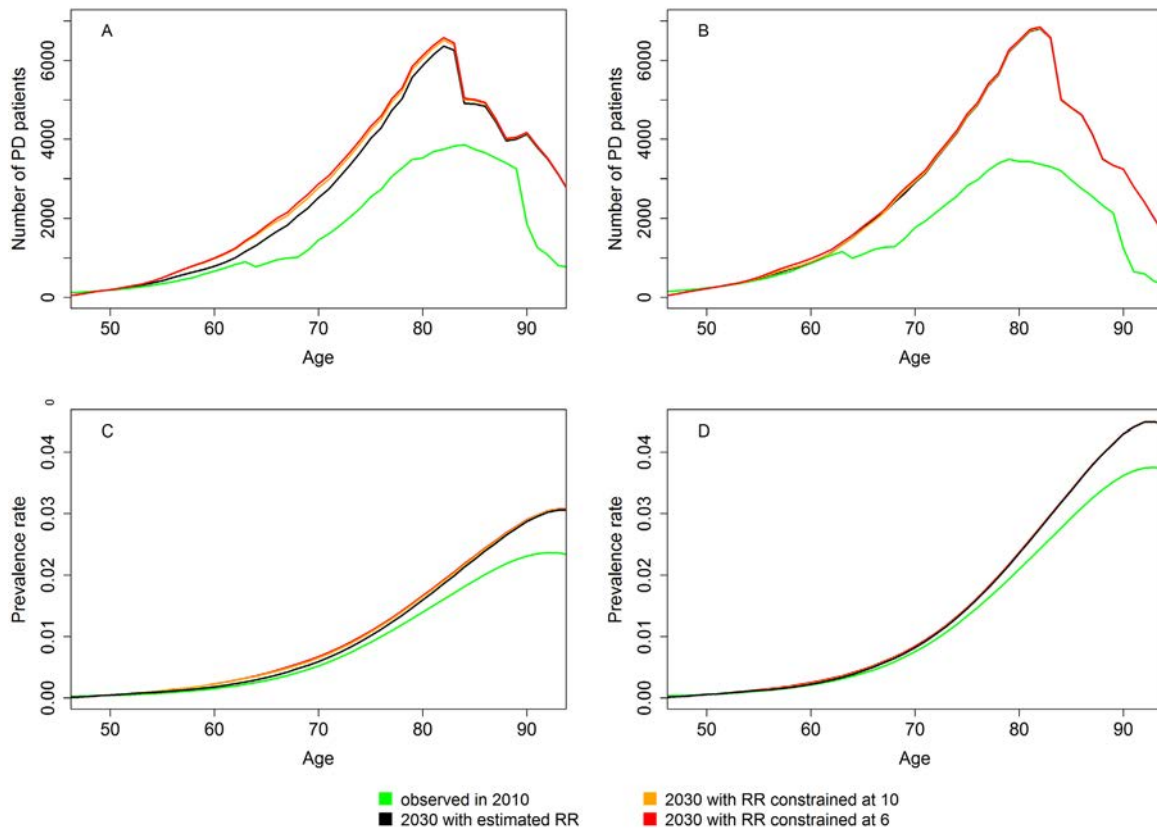 A
Number of PD patients
0
2000
4000
6000
50
60
70
80
90
Age
B
Number of PD patients
0
2000
4000
6000
50
60
70
80
90
Age
0
C
Prevalence rate
0.00
0.01
0.02
0.03
0.04
50
60
70
80
90
Age
D
Prevalence rate
0.00
0.01
0.02
0.03
0.04
50
60
70
80
90
Age
observed in 2010
2030 with estimated RR
2030 with RR constrained at 10
2030 with RR constrained at 6